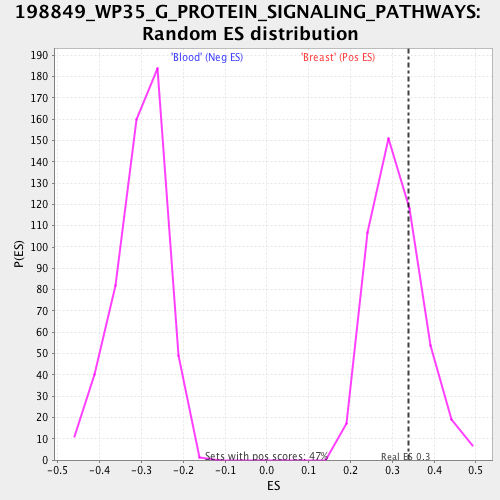 198849_WP35_G_PROTEIN_SIGNALING_PATHWAYS:
Random ES distribution
'Blood' (Neg ES)
'Breast' (Pos ES)
P(ES)
190
180
170
160
150
140
130
120
110
100
90
80
70
60
50
40
30
20
10
0
Sets with pos scores: 47%
Real ES 0.3
-0.5 -0.4 -0.3 -0.2 -0.1 0.0 0.1 0.2 0.3 0.4 0.5
ES